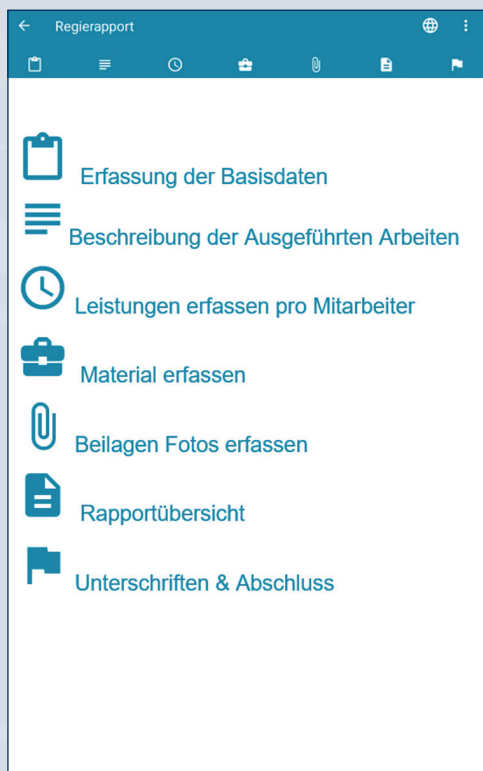 Regierapport
Erfassung der Basisdaten
Beschreibung der Ausgeführten Arbeiten
Leistungen erfassen pro Mitarbeiter
Material erfassen
Beilagen Fotos erfassen
Rapportübersicht
Unterschriften & Abschluss